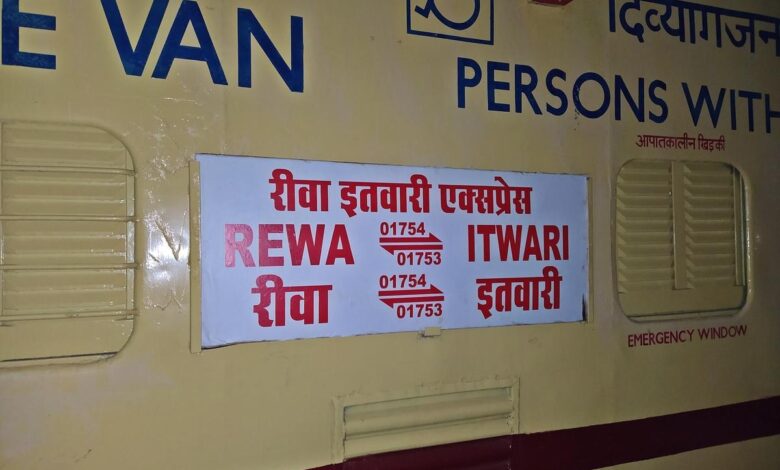 E VAN
दिव्यांगजन
PERSONS WITH
आपातकालीन खिड़की
रीवा इतवारी एक्सप्रेस
REWA 01754 ITWARI
01753
रीवा 01754 इतवारी
01753
EMERGENCY WINDOW